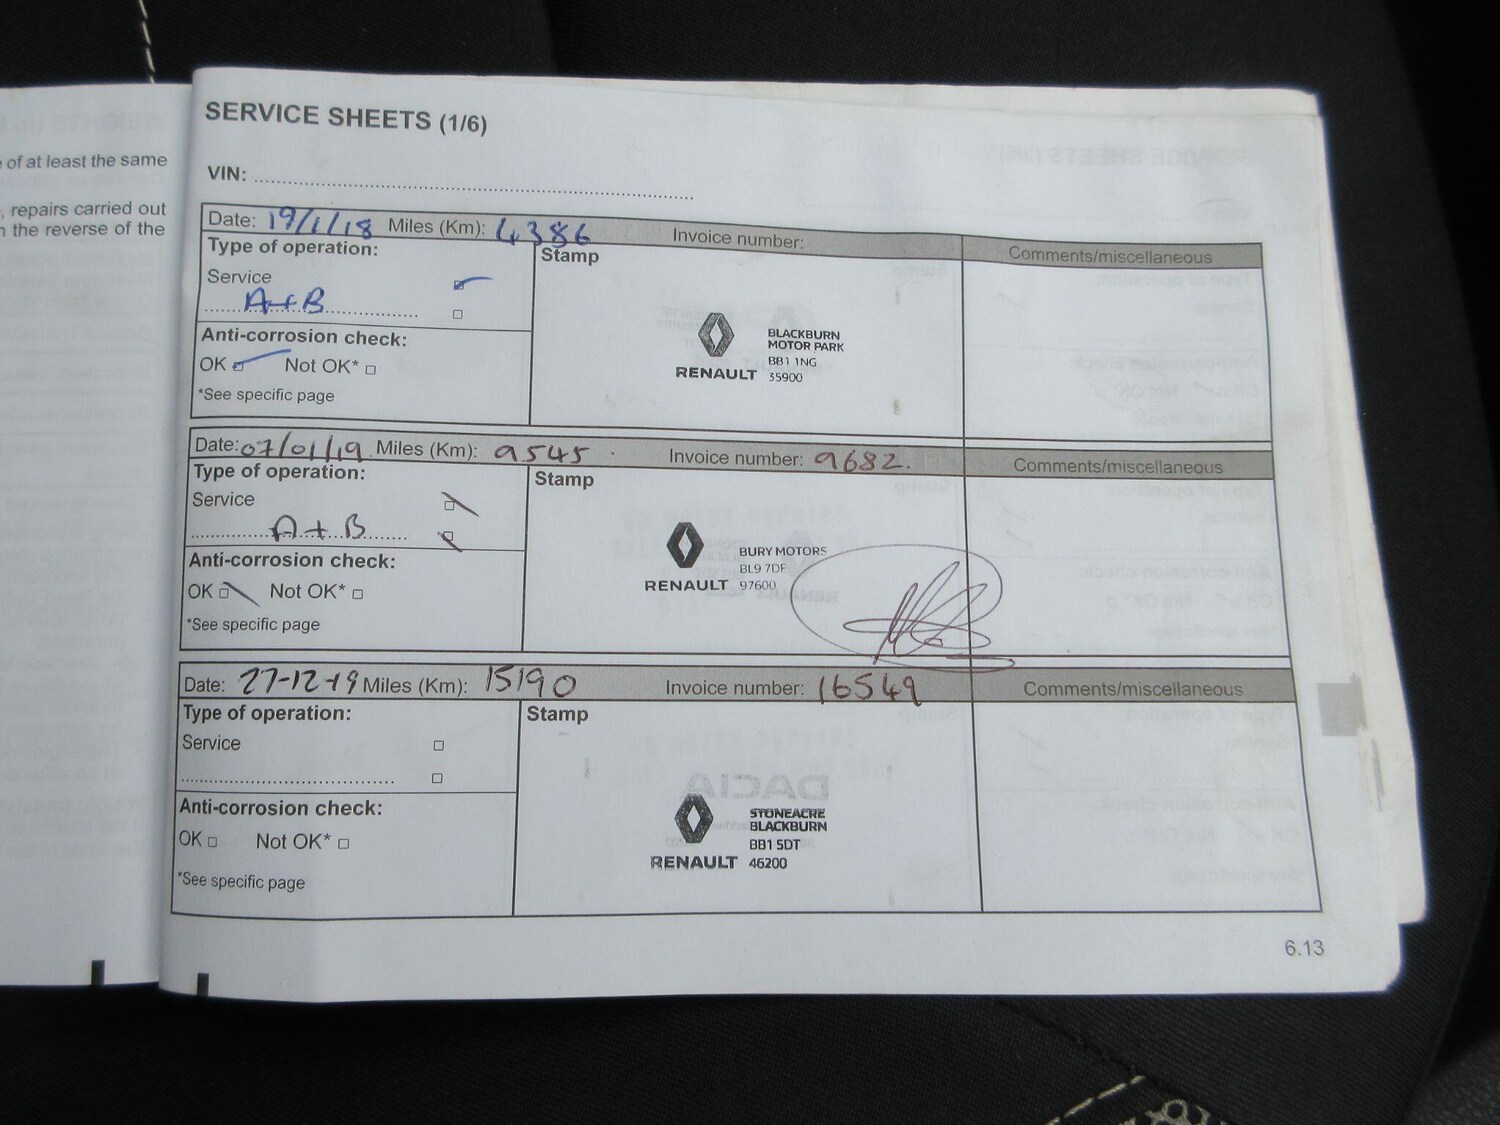 of at least the same
, repairs carried out
the reverse of the
SERVICE SHEETS (1/6)
VIN:
Date: 19/1/18 Miles (Km): 4386 Invoice number: Comments/miscellaneous
Type of operation: Stamp
Service
A+B
Anti-corrosion check:
OK Not OK*
*See specific page
BLACKBURN
MOTOR PARK
BB1 1NG
RENAULT 35900
Date: 07/01/19 Miles (Km): 9545 Invoice number: 9682. Comments/miscellaneous
Type of operation: Stamp
Service
A+B
Anti-corrosion check:
OK Not OK*
*See specific page
BURY MOTORS
BL9 7DF
RENAULT 97600
Date: 27-12-19 Miles (Km): 15190 Invoice number: 16549 Comments/miscellaneous
Type of operation: Stamp
Service
Anti-corrosion check:
OK Not OK*
*See specific page
STONEACRE
BLACKBURN
BB1 5DT
RENAULT 46200
6.13